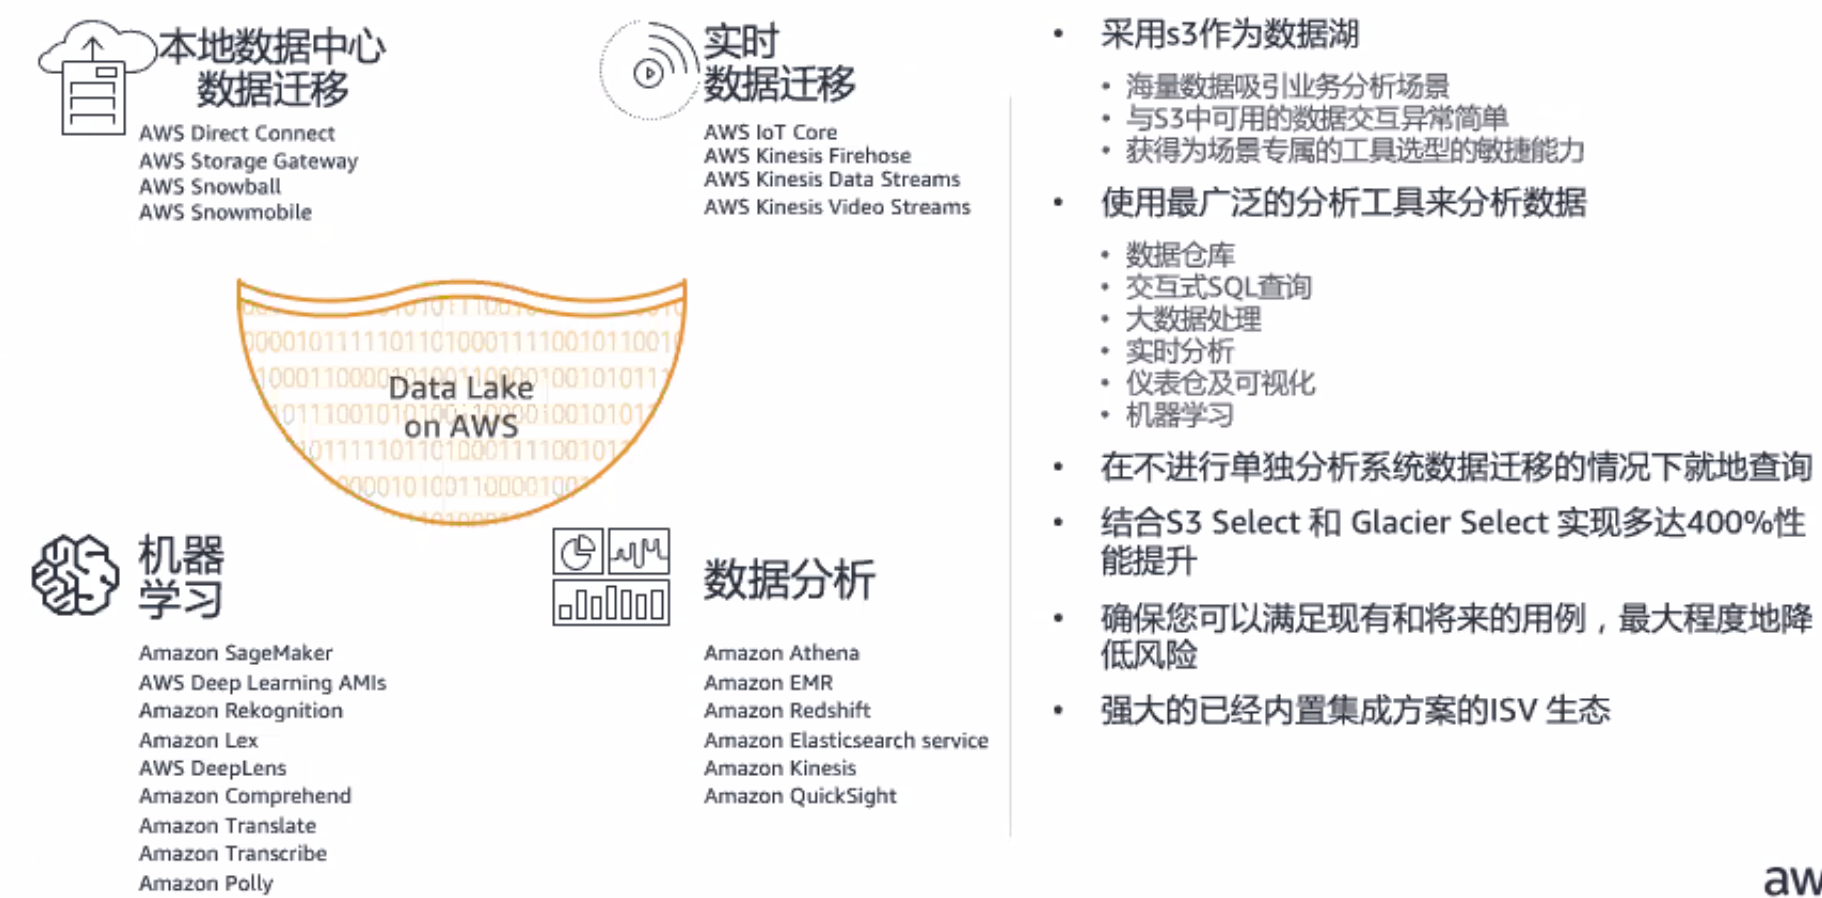 本地数据中心
数据迁移
AWS Direct Connect
AWS Storage Gateway
AWS Snowball
AWS Snowmobile
实时
数据迁移
AWS IoT Core
AWS Kinesis Firehose
AWS Kinesis Data Streams
AWS Kinesis Video Streams
Data Lake
on AWS
机器
学习
Amazon SageMaker
AWS Deep Learning AMIs
Amazon Rekognition
Amazon Lex
AWS DeepLens
Amazon Comprehend
Amazon Translate
Amazon Transcribe
Amazon Polly
数据分析
Amazon Athena
Amazon EMR
Amazon Redshift
Amazon Elasticsearch service
Amazon Kinesis
Amazon QuickSight
• 采用s3作为数据湖
• 海量数据吸引业务分析场景
• 与S3中可用的数据交互异常简单
• 获得为场景专属的工具选型的敏捷能力
• 使用最广泛的分析工具来分析数据
• 数据仓库
• 交互式SQL查询
• 大数据处理
• 实时分析
• 仪表仓及可视化
• 机器学习
• 在不进行单独分析系统数据迁移的情况下就地查询
• 结合S3 Select 和 Glacier Select 实现多达400%性
能提升
• 确保您可以满足现有和将来的用例，最大程度地降
低风险
• 强大的已经内置集成方案的ISV 生态
aw